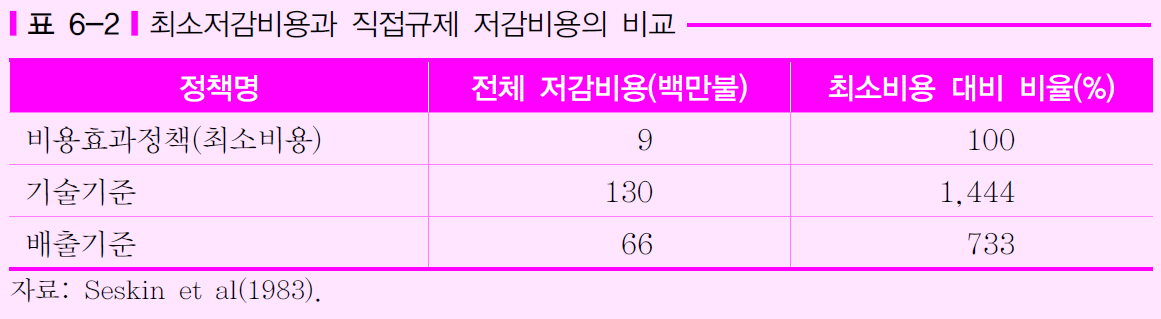 표 6-2 최소저감비용과 직접규제 저감비용의 비교
정책명 전체 저감비용(백만불) 최소비용 대비 비율(%)
비용효과정책(최소비용) 9 100
기술기준 130 1,444
배출기준 66 733
자료: Seskin et al(1983).